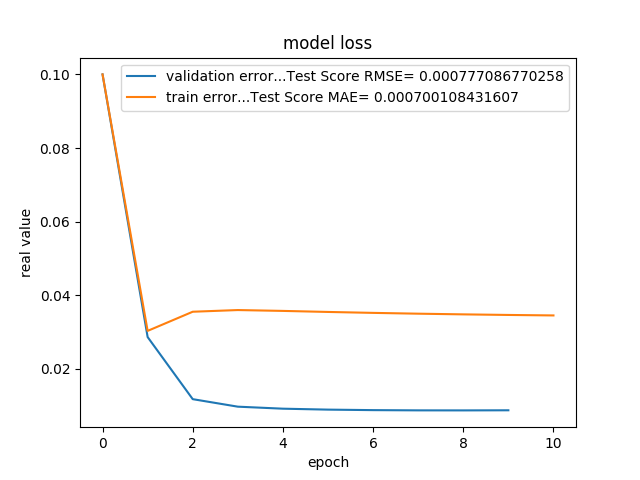 model loss
validation error...Test Score RMSE= 0.000777086770258
train error...Test Score MAE= 0.000700108431607
real value
0.10
0.08
0.06
0.04
0.02
0 2 4 6 8 10
epoch